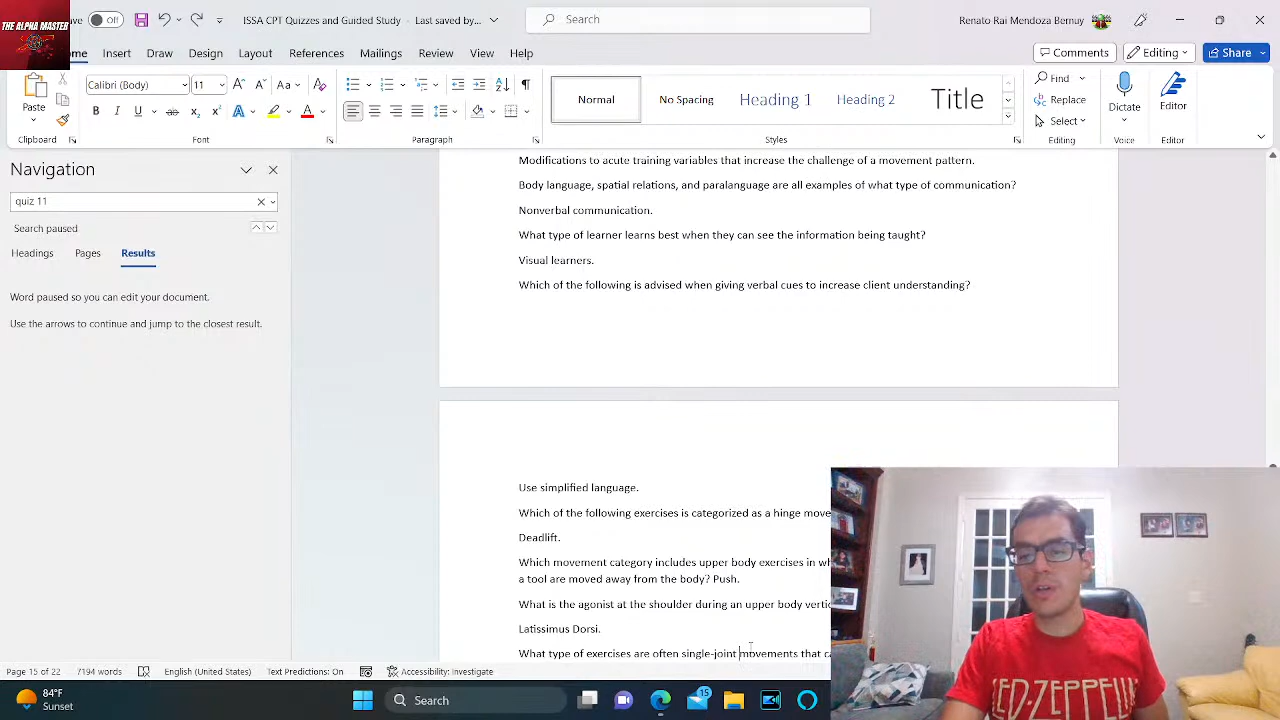 THE ALPHA MASTER
ve
Off
ISSA CPT Quizzes and Guided Study • Last saved by...
Search
Renato Rai Mendoza Bernuy
me
Insert
Draw
Design
Layout
References
Mailings
Review
View
Help
Comments
Editing
Share
Paste
Clipboard
Calibri (Body)
11
Font
Paragraph
Normal
No Spacing
Heading 1
Heading 2
Title
Styles
Find
Replace
Select
Editing
Dictate
Voice
Editor
Editor
Navigation
quiz 11
Search paused
Headings
Pages
Results
Word paused so you can edit your document.
Use the arrows to continue and jump to the closest result.
Modifications to acute training variables that increase the challenge of a movement pattern.
Body language, spatial relations, and paralanguage are all examples of what type of communication?
Nonverbal communication.
What type of learner learns best when they can see the information being taught?
Visual learners.
Which of the following is advised when giving verbal cues to increase client understanding?
Use simplified language.
Which of the following exercises is categorized as a hinge move
Deadlift.
Which movement category includes upper body exercises in wh
a tool are moved away from the body? Push.
What is the agonist at the shoulder during an upper body vertic
Latissimus Dorsi.
What type of exercises are often single-joint movements that ca
LED-ZEPPELI
Page 15 of 22
7194 words
English (United States)
Text Predictions: On
Accessibility: Investigate
84°F
Sunset
Search
15